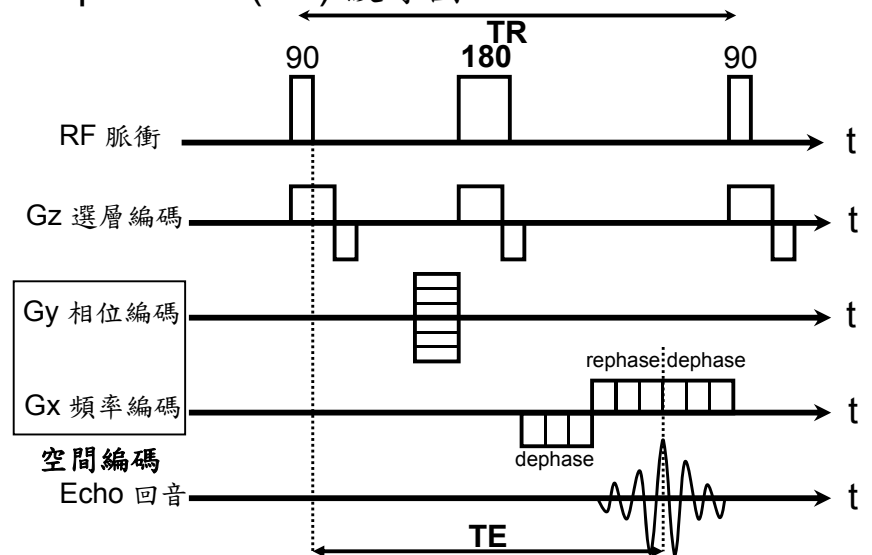 TR
90 180 90
RF 脈衝 t
Gz 選層編碼 t
Gy 相位編碼 t
rephase dephase
Gx 頻率編碼 t
dephase
空間編碼
Echo 回音 t
TE